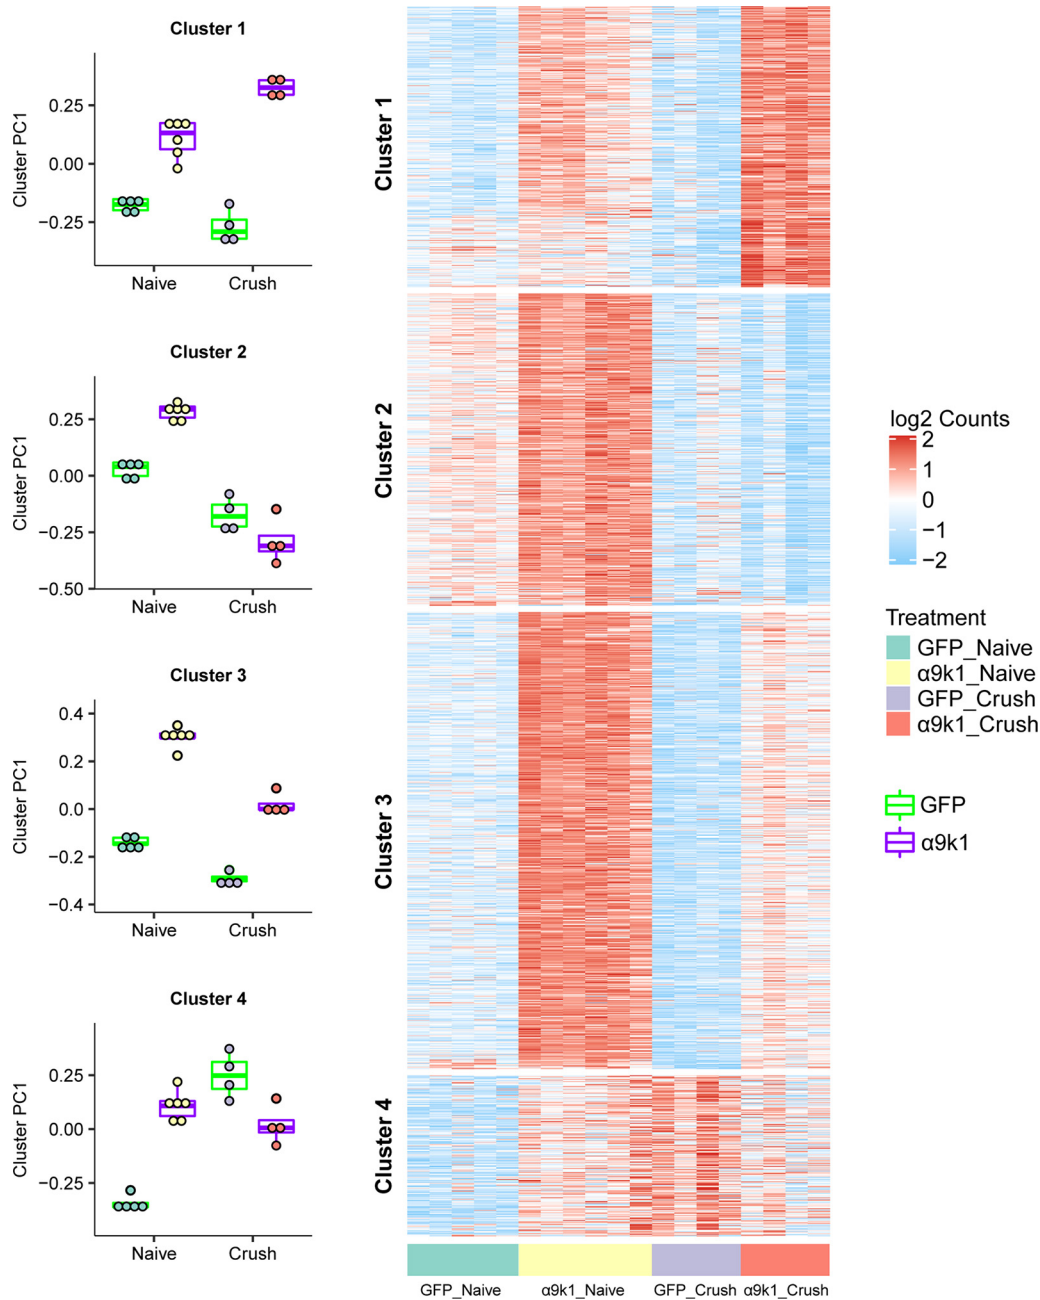 Cluster 1
Cluster PC1
0.25
0.00
−0.25
Naive
Crush
Cluster 2
Cluster PC1
0.25
0.00
−0.25
−0.50
Naive
Crush
Cluster 3
Cluster PC1
0.4
0.2
0.0
−0.2
−0.4
Naive
Crush
Cluster 4
Cluster PC1
0.25
0.00
−0.25
Naive
Crush
Cluster 1
Cluster 2
Cluster 3
Cluster 4
GFP_Naive
α9k1_Naive
GFP_Crush
α9k1_Crush
log2 Counts
2
1
0
−1
−2
Treatment
GFP_Naive
α9k1_Naive
GFP_Crush
α9k1_Crush
GFP
α9k1